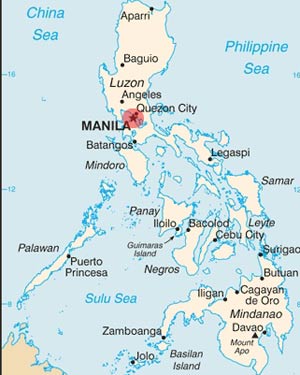 China
Sea
Aparri
Baguio
Philippine
Sea
16
Luzon
Angeles
Quezon City
MANILA
Batangas
Legaspi
Mindoro
12
Samar
Panay
Iloilo
Bacolod
Leyte
Cebu City
Guimaras
Island
Palawan
Surigao
Puerto
Princesa
Negros
Butuan
Sulu Sea
Iligan
Cagayan
de Oro
8
Mindanao
Zamboanga
Davao
Mount
Apo
Jolo
Basilan
Island